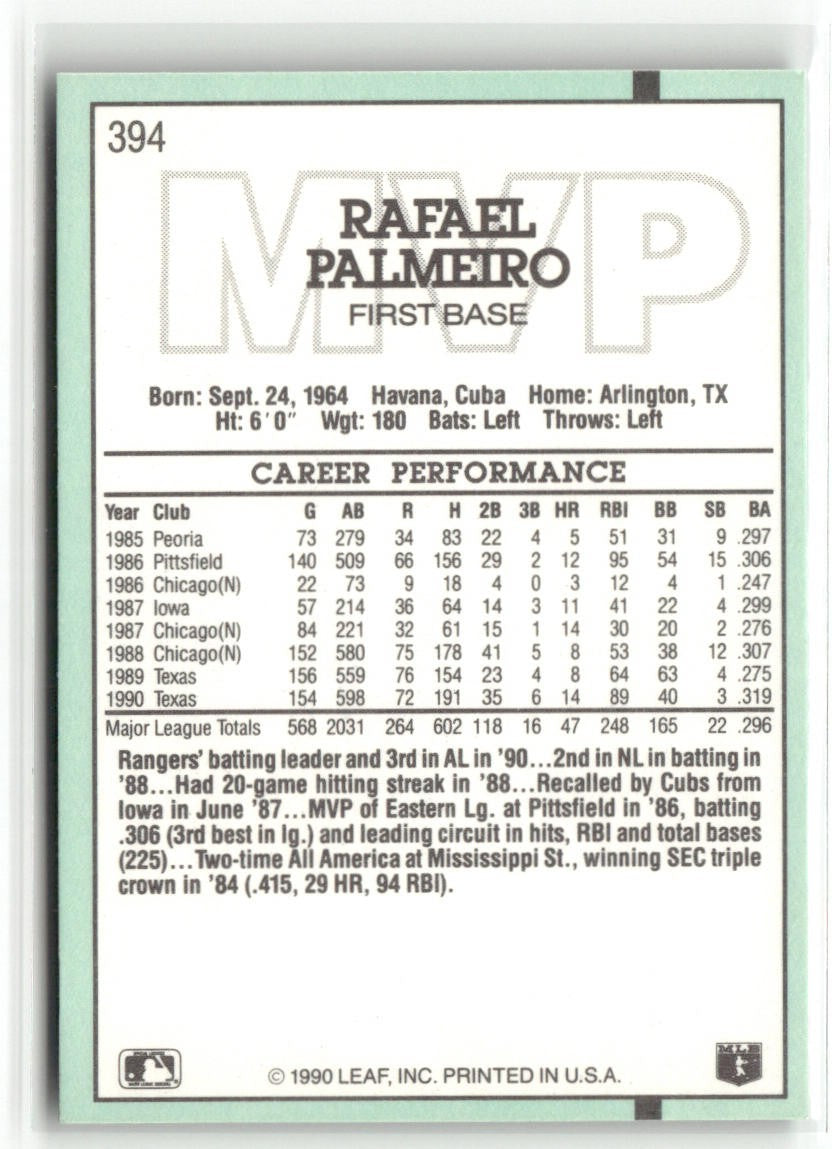 394
MVP
RAFAEL
PALMEIRO
FIRST BASE
Born: Sept. 24, 1964 Havana, Cuba Home: Arlington, TX
Ht: 6'0" Wgt: 180 Bats: Left Throws: Left
CAREER PERFORMANCE
Year Club G AB R H 2B 3B HR RBI BB SB BA
1985 Peoria 73 279 34 83 22 4 5 51 31 9 .297
1986 Pittsfield 140 509 66 156 29 2 12 95 54 15 .306
1986 Chicago(N) 22 73 9 18 4 0 3 12 4 1 .247
1987 Iowa 57 214 36 64 14 3 11 41 22 4 .299
1987 Chicago(N) 84 221 32 61 15 1 14 30 20 2 .276
1988 Chicago(N) 152 580 75 178 41 5 8 53 38 12 .307
1989 Texas 156 559 76 154 23 4 8 64 63 4 .275
1990 Texas 154 598 72 191 35 6 14 89 40 3 .319
Major League Totals 568 2031 264 602 118 16 47 248 165 22 .296
Rangers' batting leader and 3rd in AL in '90...2nd in NL in batting in
'88...Had 20-game hitting streak in '88...Recalled by Cubs from
Iowa in June '87...MVP of Eastern Lg. at Pittsfield in '86, batting
.306 (3rd best in lg.) and leading circuit in hits, RBI and total bases
(225)...Two-time All America at Mississippi St., winning SEC triple
crown in '84 (.415, 29 HR, 94 RBI).
© 1990 LEAF, INC. PRINTED IN U.S.A.
MLB